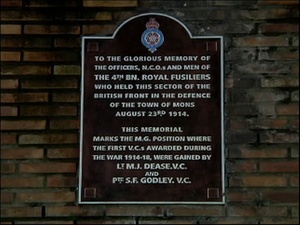 TO THE GLORIOUS MEMORY OF
THE OFFICERS, N.C.O.s AND MEN OF
THE 4TH BN. ROYAL FUSILIERS
WHO HELD THIS SECTOR OF THE
BRITISH FRONT IN THE DEFENCE
OF THE TOWN OF MONS
AUGUST 23RD 1914.
THIS MEMORIAL
MARKS THE M.G. POSITION WHERE
THE FIRST V.C.s AWARDED DURING
THE WAR 1914-18, WERE GAINED BY
LT. M.J. DEASE. V.C.
AND
PTE S.F. GODLEY. V.C.